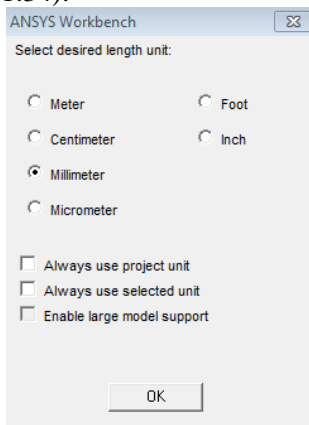 ANSYS Workbench
Select desired length unit:
Meter
Foot
Centimeter
Inch
Millimeter
Micrometer
Always use project unit
Always use selected unit
Enable large model support
OK